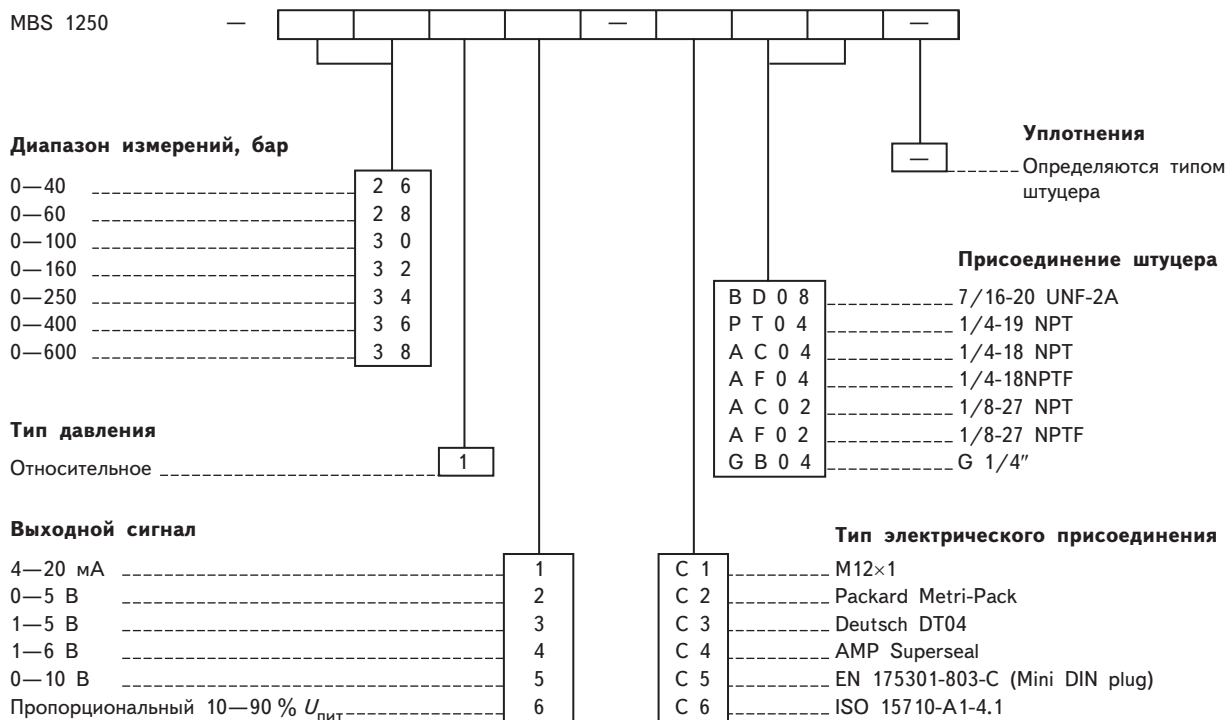 MBS 1250 — —  —
Диапазон измерений, бар
0—40 2 6
0—60 2 8
0—100 3 0
0—160 3 2
0—250 3 4
0—400 3 6
0—600 3 8
Тип давления
Относительное 1
Выходной сигнал
4—20 мА 1
0—5 В 2
1—5 В 3
1—6 В 4
0—10 В 5
Пропорциональный 10—90 % Uпит 6
Уплотнения
— Определяются типом
штуцера
Присоединение штуцера
B D 0 8 7/16-20 UNF-2A
P T 0 4 1/4-19 NPT
A C 0 4 1/4-18 NPT
A F 0 4 1/4-18NPTF
A C 0 2 1/8-27 NPT
A F 0 2 1/8-27 NPTF
G B 0 4 G 1/4″
Тип электрического присоединения
C 1 M12×1
C 2 Packard Metri-Pack
C 3 Deutsch DT04
C 4 AMP Superseal
C 5 EN 175301-803-C (Mini DIN plug)
C 6 ISO 15710-A1-4.1